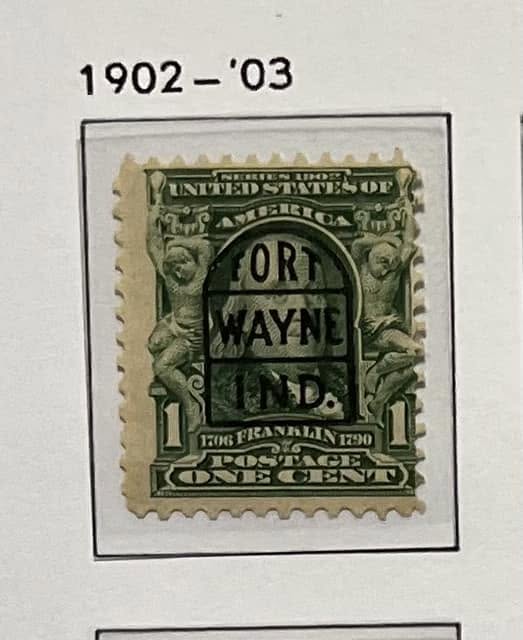 1902-'03
SERIES 1902
UNITED STATES OF
AMERICA
FORT
WAYNE
IND.
1 1706 FRANKLIN 1790 1
POSTAGE
ONE CENT